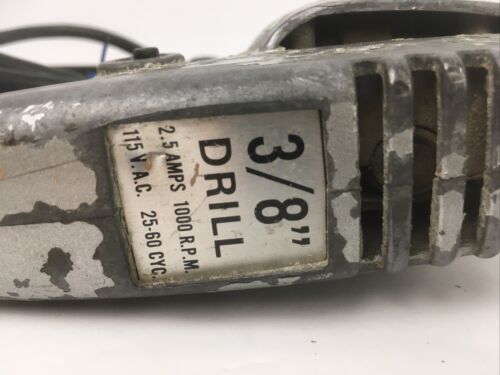 3/8"
DRILL
2.5 AMPS 1000 R.P.M.
115 V.A.C. 25-60 CYC.